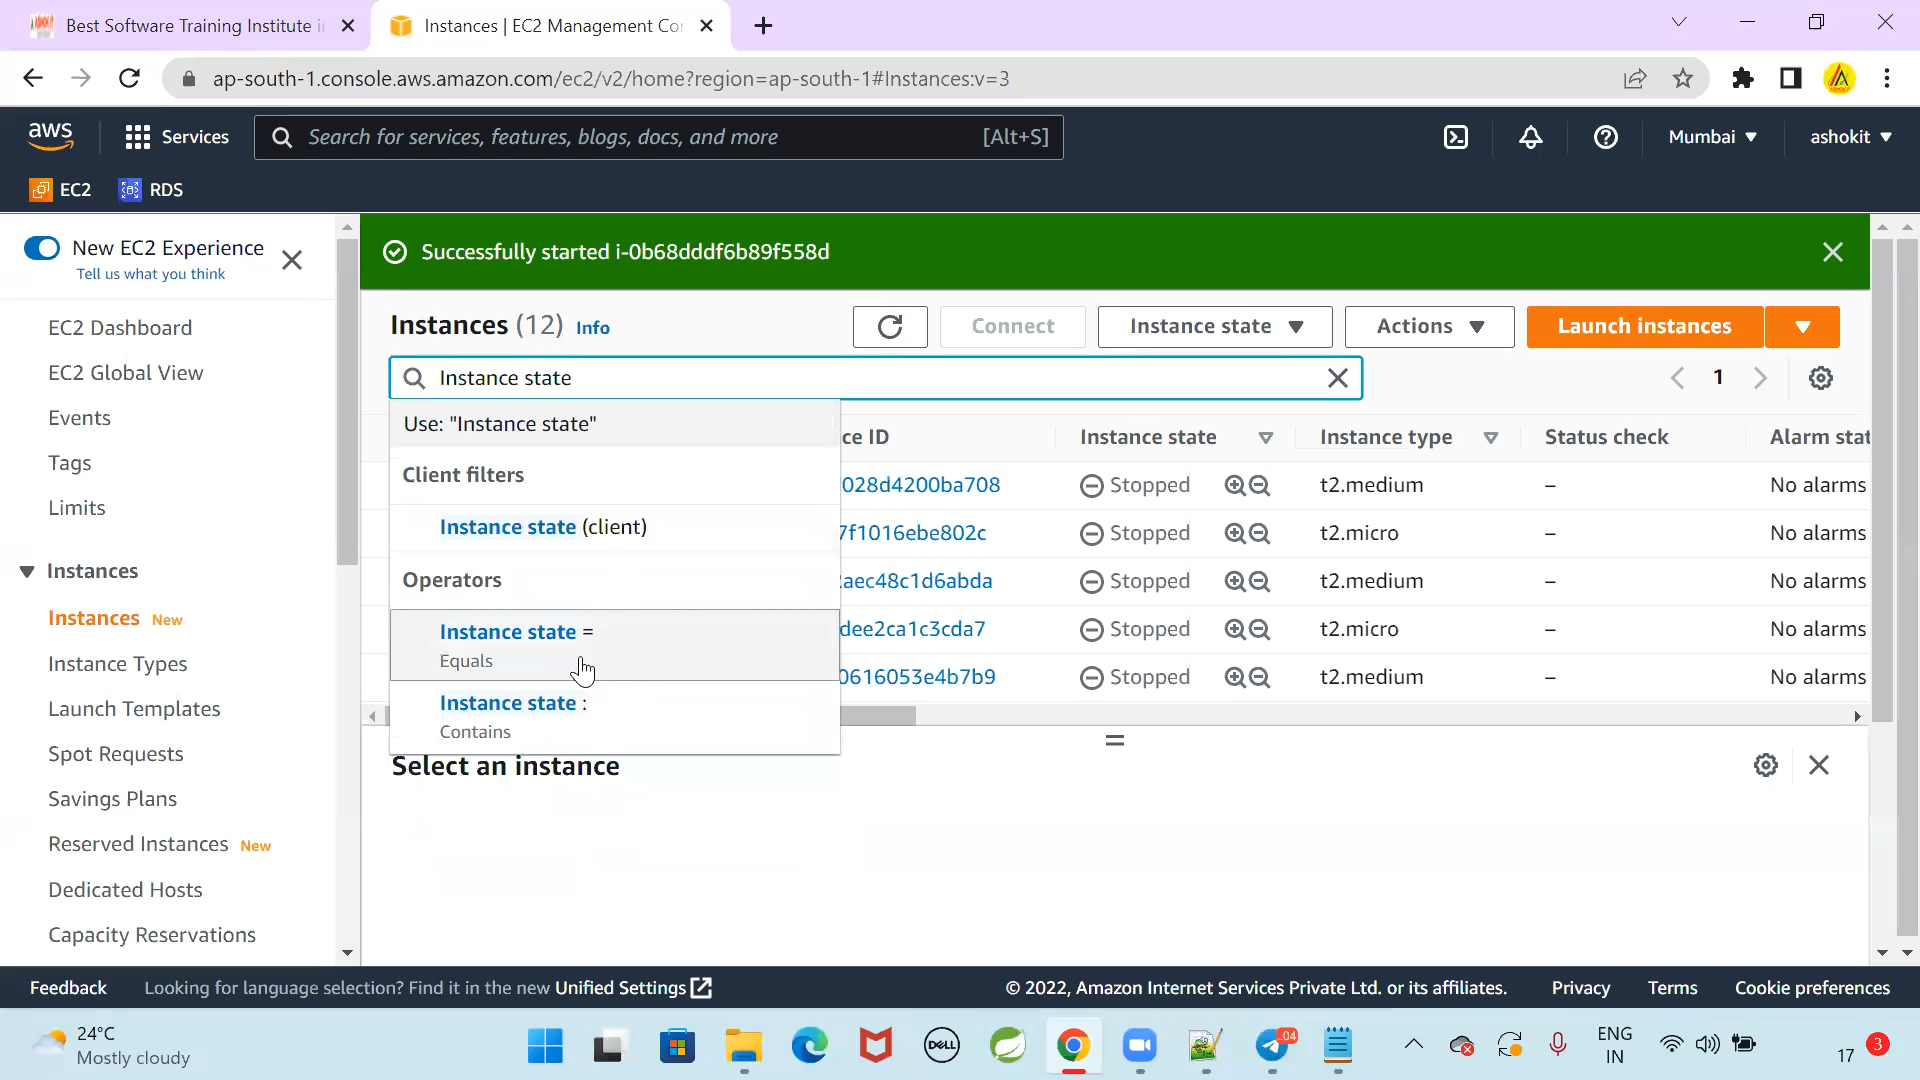 Best Software Training Institute i
Instances | EC2 Management Co
ap-south-1.console.aws.amazon.com/ec2/v2/home?region=ap-south-1#Instances:v=3
aws
Services
Search for services, features, blogs, docs, and more
[Alt+S]
Mumbai
ashokit
EC2
RDS
New EC2 Experience
Tell us what you think
EC2 Dashboard
EC2 Global View
Events
Tags
Limits
Instances
Instances New
Instance Types
Launch Templates
Spot Requests
Savings Plans
Reserved Instances New
Dedicated Hosts
Capacity Reservations
Successfully started i-0b68dddf6b89f558d
Instances (12) Info
Connect
Instance state
Actions
Launch instances
Instance state
1
Use: "Instance state"
Client filters
Instance state (client)
Operators
Instance state =
Equals
Instance state :
Contains
ce ID Instance state Instance type Status check Alarm stat
028d4200ba708 Stopped t2.medium – No alarms
7f1016ebe802c Stopped t2.micro – No alarms
aec48c1d6abda Stopped t2.medium – No alarms
dee2ca1c3cda7 Stopped t2.micro – No alarms
0616053e4b7b9 Stopped t2.medium – No alarms
Select an instance
Feedback
Looking for language selection? Find it in the new Unified Settings
© 2022, Amazon Internet Services Private Ltd. or its affiliates.
Privacy
Terms
Cookie preferences
24°C
Mostly cloudy
DELL
04
ENG
IN
17
3